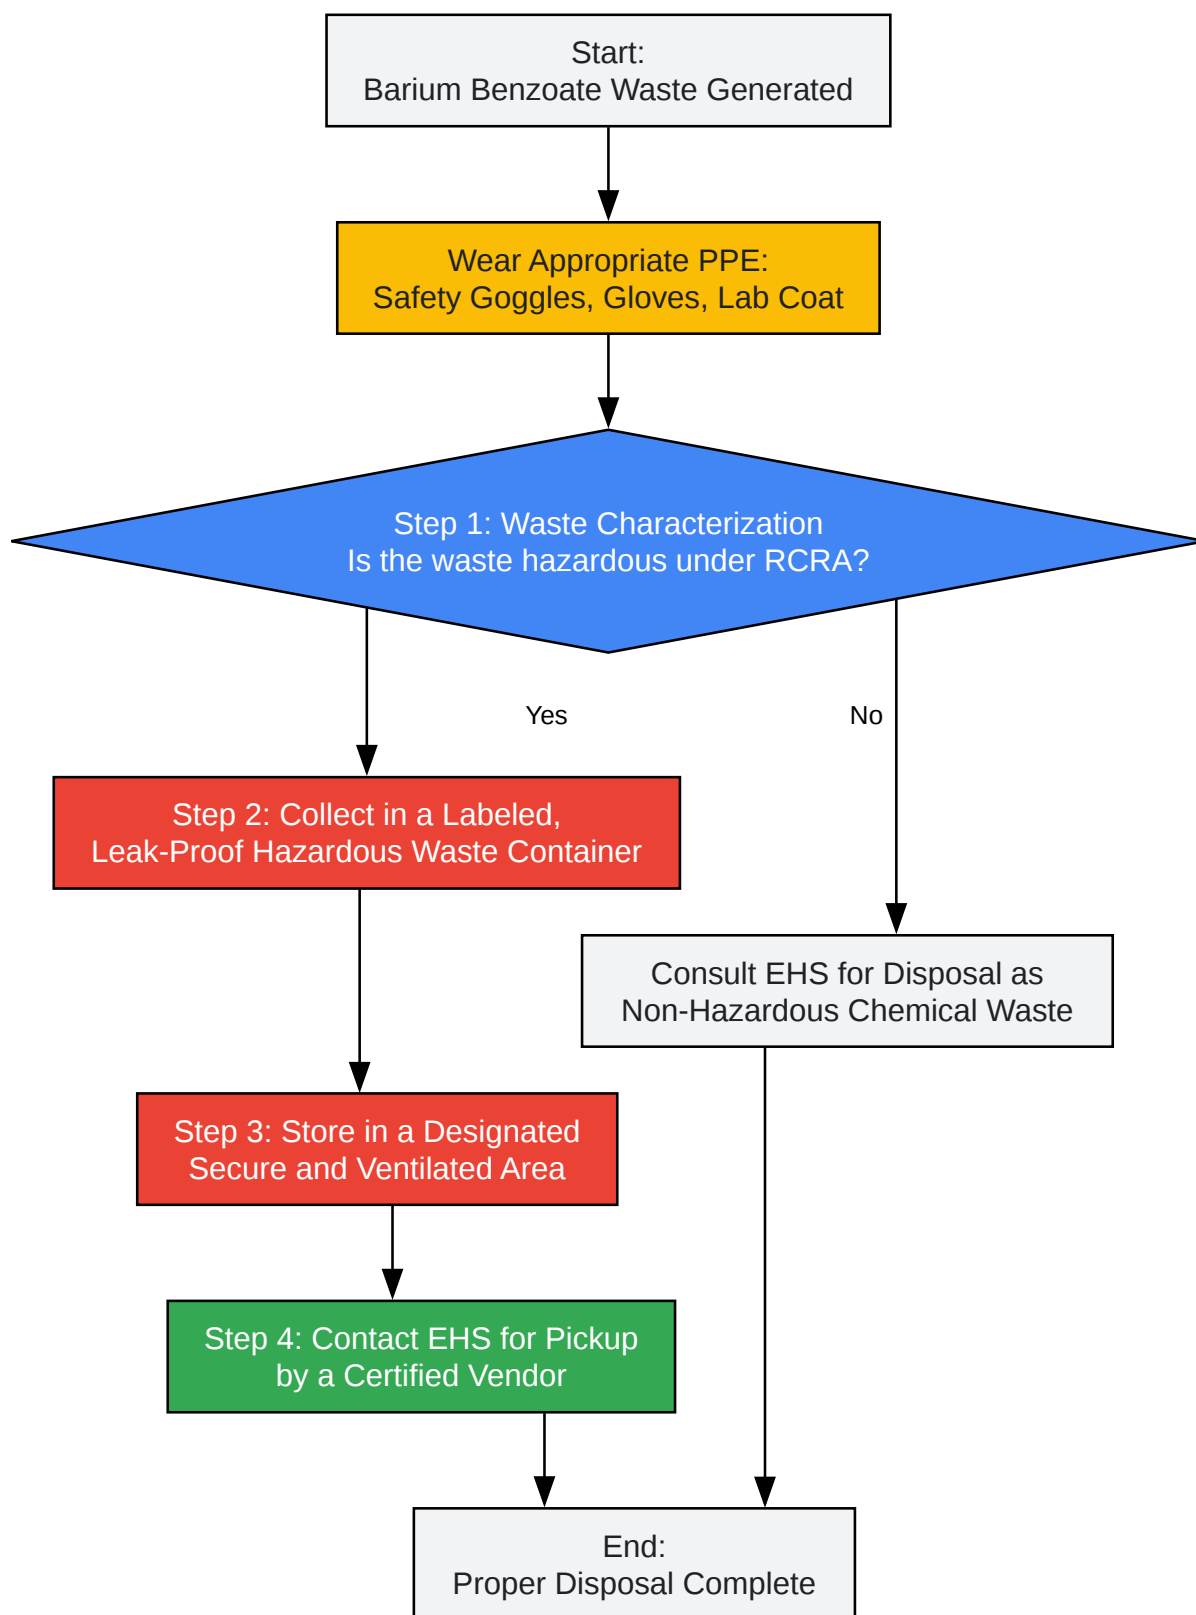 Start:
Barium Benzoate Waste Generated
Wear Appropriate PPE:
Safety Goggles, Gloves, Lab Coat
Step 1: Waste Characterization
Is the waste hazardous under RCRA?
Yes
No
Step 2: Collect in a Labeled,
Leak-Proof Hazardous Waste Container
Consult EHS for Disposal as
Non-Hazardous Chemical Waste
Step 3: Store in a Designated
Secure and Ventilated Area
Step 4: Contact EHS for Pickup
by a Certified Vendor
End:
Proper Disposal Complete